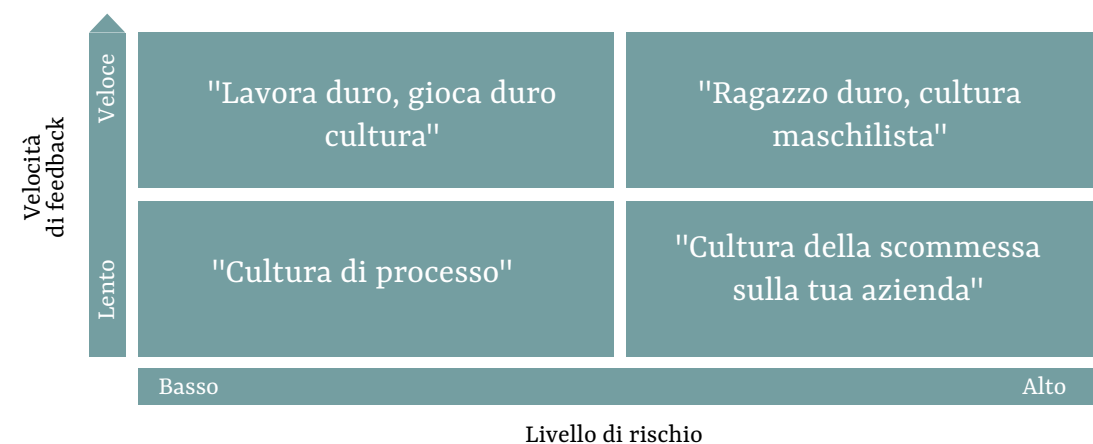 Velocità
di feedback
Veloce
Lento
"Lavora duro, gioca duro
cultura"
"Ragazzo duro, cultura
maschilista"
"Cultura di processo"
"Cultura della scommessa
sulla tua azienda"
Basso
Alto
Livello di rischio